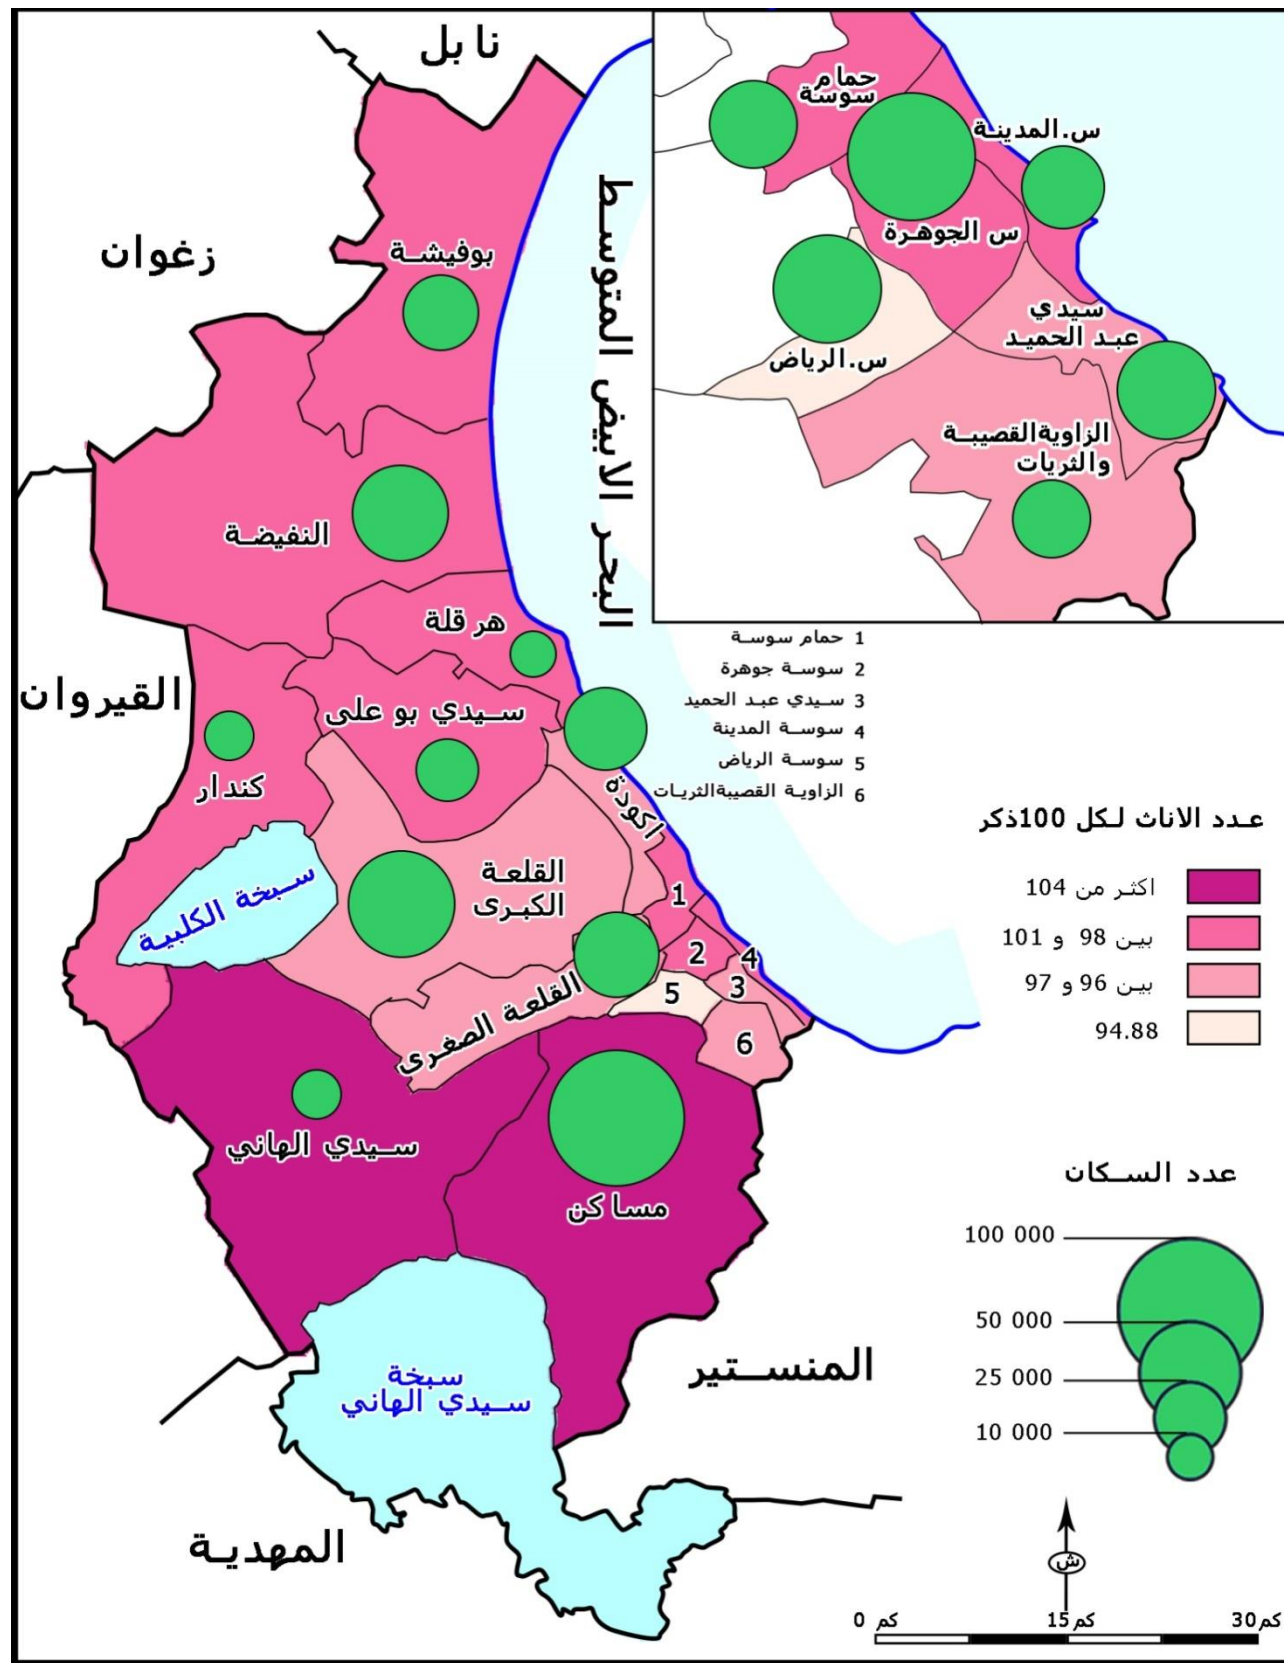 نابل
زغوان
القيروان
المنستير
المهدية
البحر الابيض المتوسط
بوفيشة
النفيضة
هرقلة
سيدي بو على
كندار
اكودة
سبخة الكلبية
القلعة
الكبرى
القلعة الصغرى
1
2
3
4
5
6
سيدي الهاني
مساكن
سبخة
سيدي الهاني
حمام
سوسة
س.المدينة
س الجوهرة
س.الرياض
سيدي
عبد الحميد
الزاويةالقصيبة
والثريات
1 حمام سوسة
2 سوسة جوهرة
3 سيدي عبد الحميد
4 سوسة المدينة
5 سوسة الرياض
6 الزاوية القصيبةالثريات
عدد الاناث لكل 100ذكر
اكثر من 104
بين 98 و 101
بين 96 و 97
94.88
عدد السكان
100 000
50 000
25 000
10 000
ش
0 كم 15كم 30كم